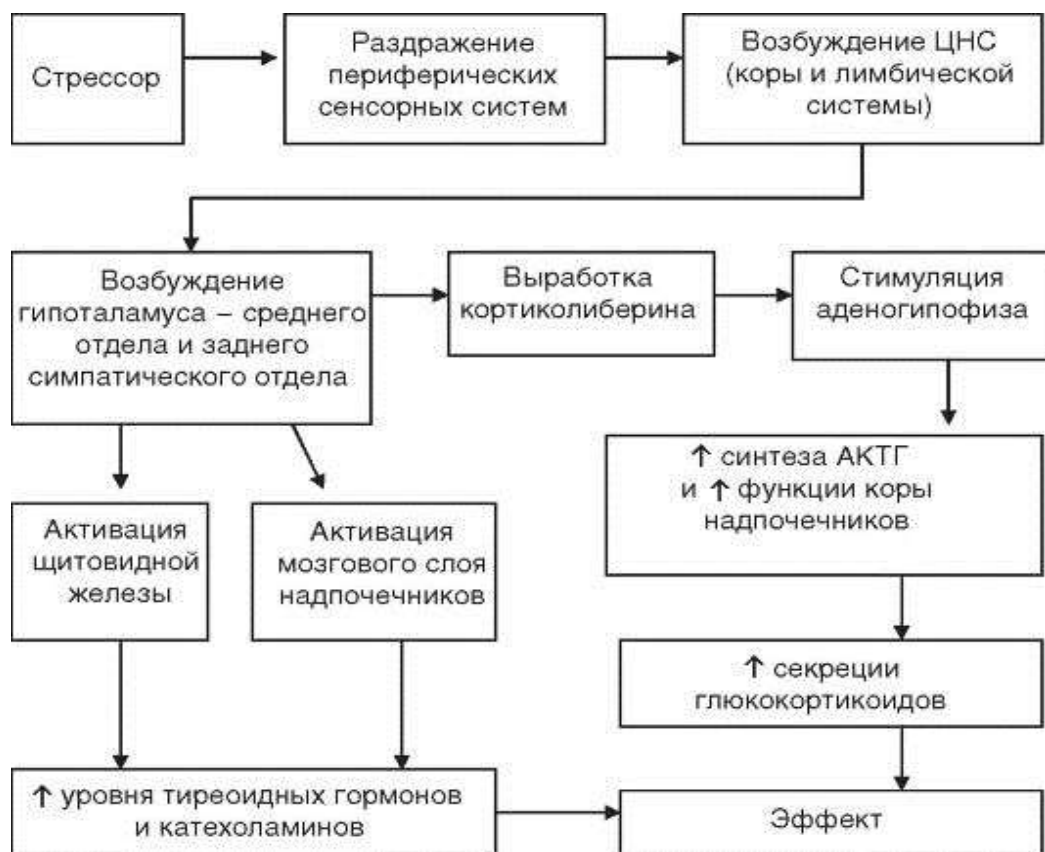 Стрессор
Раздражение
периферических
сенсорных систем
Возбуждение ЦНС
(коры и лимбической
системы)
Возбуждение
гипоталамуса – среднего
отдела и заднего
симпатического отдела
Выработка
кортиколиберина
Стимуляция
аденогипофиза
↑ синтеза АКТГ
и ↑ функции коры
надпочечников
Активация
щитовидной
железы
Активация
мозгового слоя
надпочечников
↑ секреции
глюкокортикоидов
↑ уровня тиреоидных гормонов
и катехоламинов
Эффект